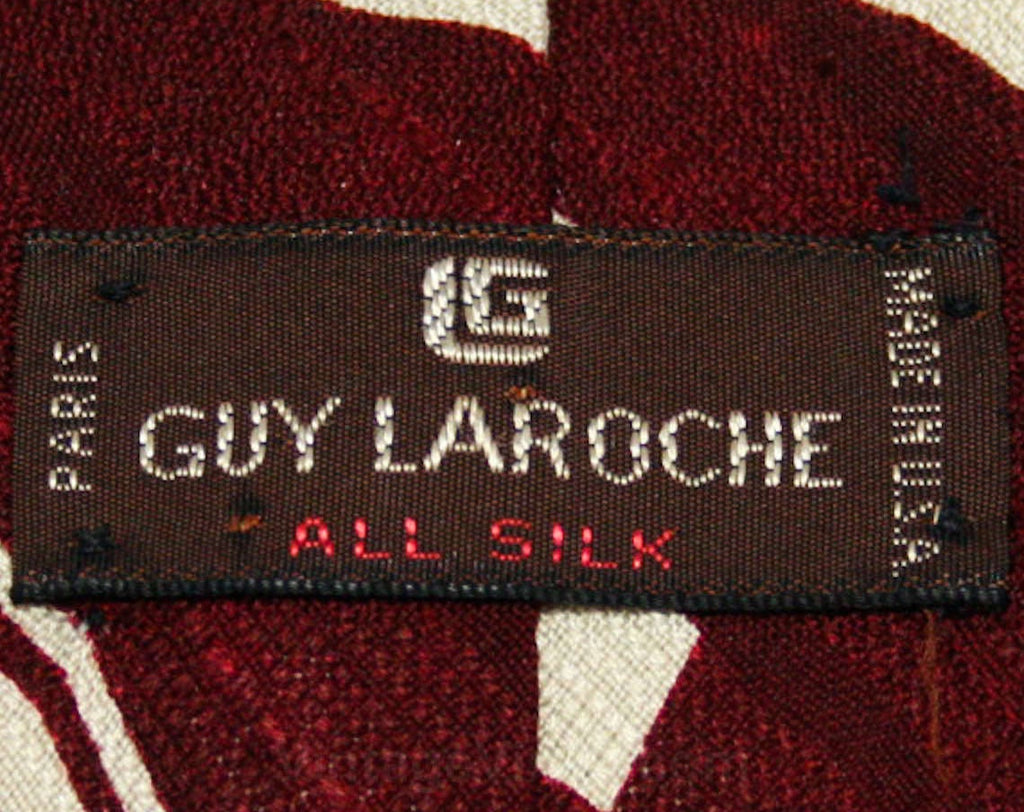 LG
PARIS
GUY LAROCHE
ALL SILK
MADE IN U.S.A